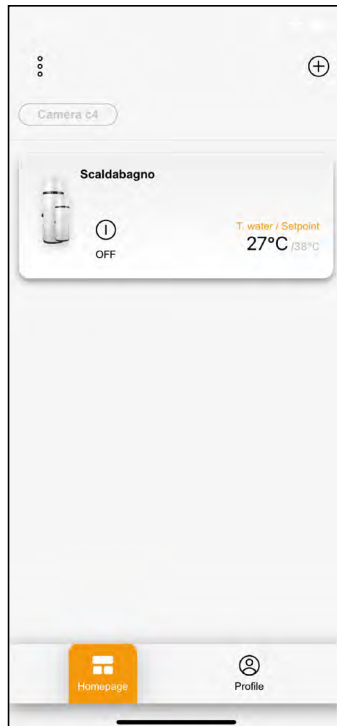 Camera c4
Scaldabagno
T. water / Setpoint
27°C /38°C
OFF
Homepage
Profile